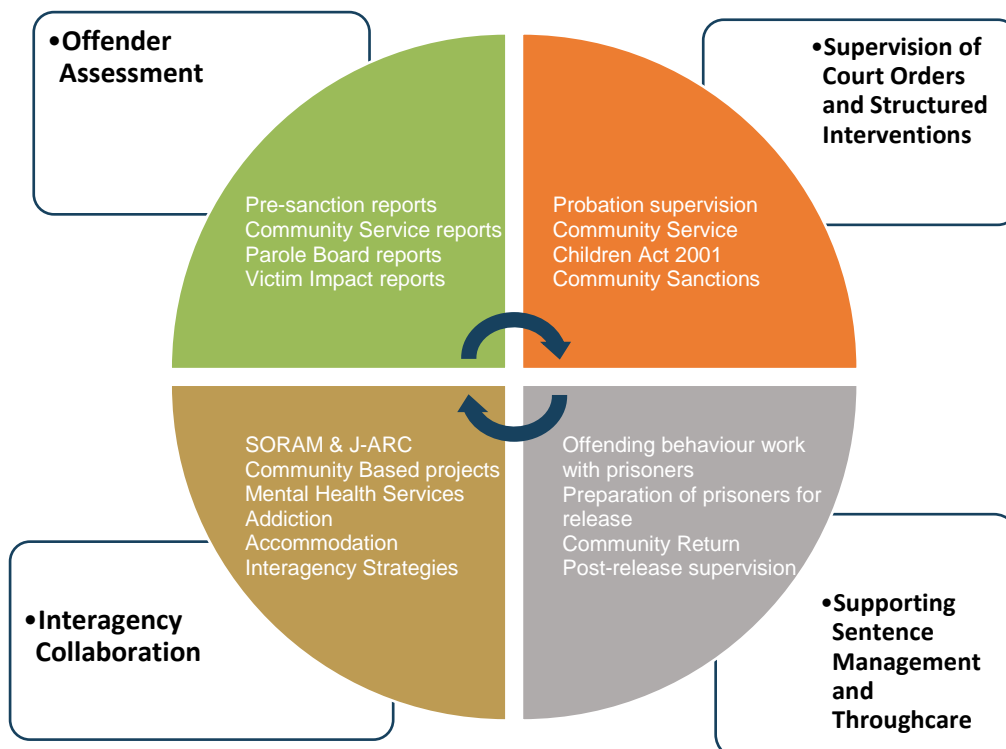 •Offender
Assessment
•Supervision of
Court Orders
and Structured
Interventions
Pre-sanction reports
Community Service reports
Parole Board reports
Victim Impact reports
Probation supervision
Community Service
Children Act 2001
Community Sanctions
SORAM & J-ARC
Community Based projects
Mental Health Services
Addiction
Accommodation
Interagency Strategies
Offending behaviour work
with prisoners
Preparation of prisoners for
release
Community Return
Post-release supervision
•Interagency
Collaboration
•Supporting
Sentence
Management
and
Throughcare